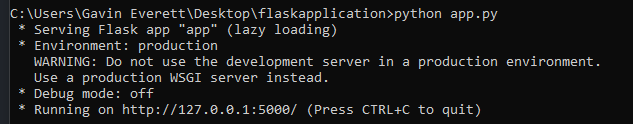 C:\Users\Gavin Everett\Desktop\flaskapplication>python app.py
* Serving Flask app "app" (lazy loading)
* Environment: production
WARNING: Do not use the development server in a production environment.
Use a production WSGI server instead.
* Debug mode: off
* Running on http://127.0.0.1:5000/ (Press CTRL+C to quit)